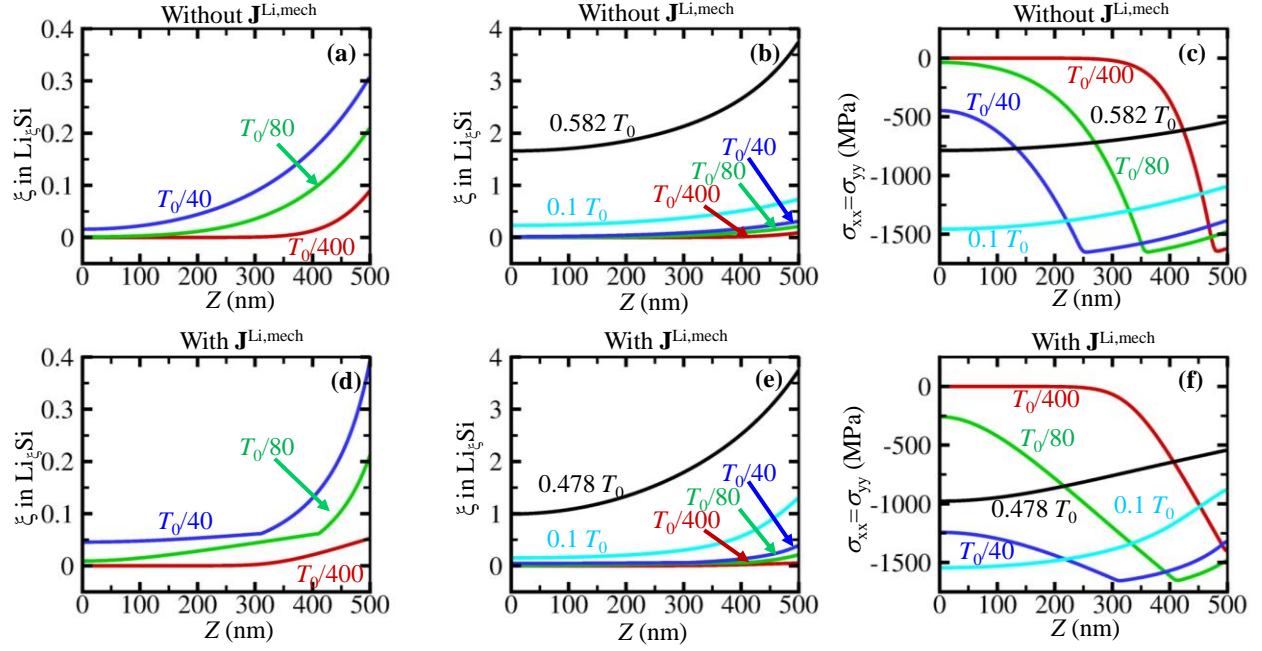 Without J^Li,mech
(a)
ξ in Li_ξSi
0.4
0.3
0.2
0.1
0
T_0/80
T_0/40
T_0/400
0 100 200 300 400 500
Z (nm)
Without J^Li,mech
(b)
ξ in Li_ξSi
4
3
2
1
0
0.582 T_0
T_0/40
T_0/80
T_0/400
0.1 T_0
0 100 200 300 400 500
Z (nm)
Without J^Li,mech
(c)
σ_xx=σ_yy (MPa)
0
-500
-1000
-1500
T_0/400
T_0/40
0.582 T_0
T_0/80
0.1 T_0
0 100 200 300 400 500
Z (nm)
With J^Li,mech
(d)
ξ in Li_ξSi
0.4
0.3
0.2
0.1
0
T_0/80
T_0/40
T_0/400
0 100 200 300 400 500
Z (nm)
With J^Li,mech
(e)
ξ in Li_ξSi
4
3
2
1
0
0.478 T_0
T_0/40
T_0/80
T_0/400
0.1 T_0
0 100 200 300 400 500
Z (nm)
With J^Li,mech
(f)
σ_xx=σ_yy (MPa)
0
-500
-1000
-1500
T_0/400
T_0/80
0.1 T_0
0.478 T_0
T_0/40
0 100 200 300 400 500
Z (nm)